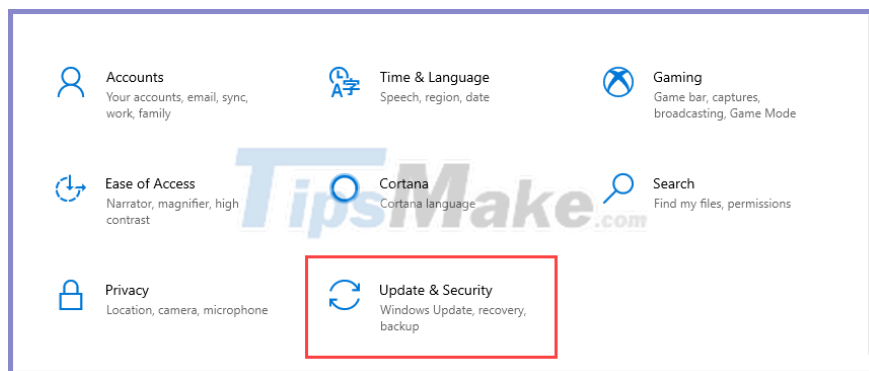 Accounts
Your accounts, email, sync,
work, family
Time & Language
Speech, region, date
Gaming
Game bar, captures,
broadcasting, Game Mode
Ease of Access
Narrator, magnifier, high
contrast
Cortana
Cortana language
Search
Find my files, permissions
TipsMake.com
Privacy
Location, camera, microphone
Update & Security
Windows Update, recovery,
backup